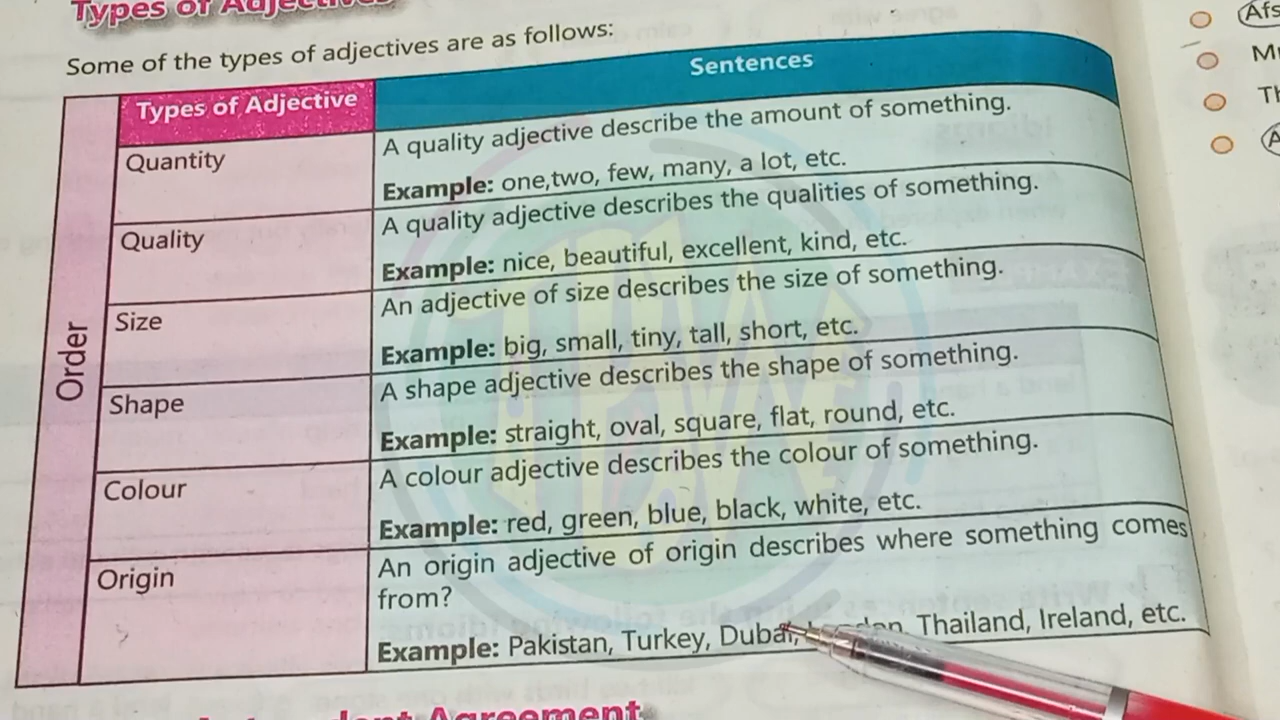 Types of Adjectives
Some of the types of adjectives are as follows:
Order
Types of Adjective
Sentences
Quantity
A quality adjective describe the amount of something.
Example: one,two, few, many, a lot, etc.
Quality
A quality adjective describes the qualities of something.
Example: nice, beautiful, excellent, kind, etc.
Size
An adjective of size describes the size of something.
Example: big, small, tiny, tall, short, etc.
Shape
A shape adjective describes the shape of something.
Example: straight, oval, square, flat, round, etc.
Colour
A colour adjective describes the colour of something.
Example: red, green, blue, black, white, etc.
Origin
An origin adjective of origin describes where something comes
from?
Example: Pakistan, Turkey, Dubai, Thailand, Ireland, etc.
Agreement